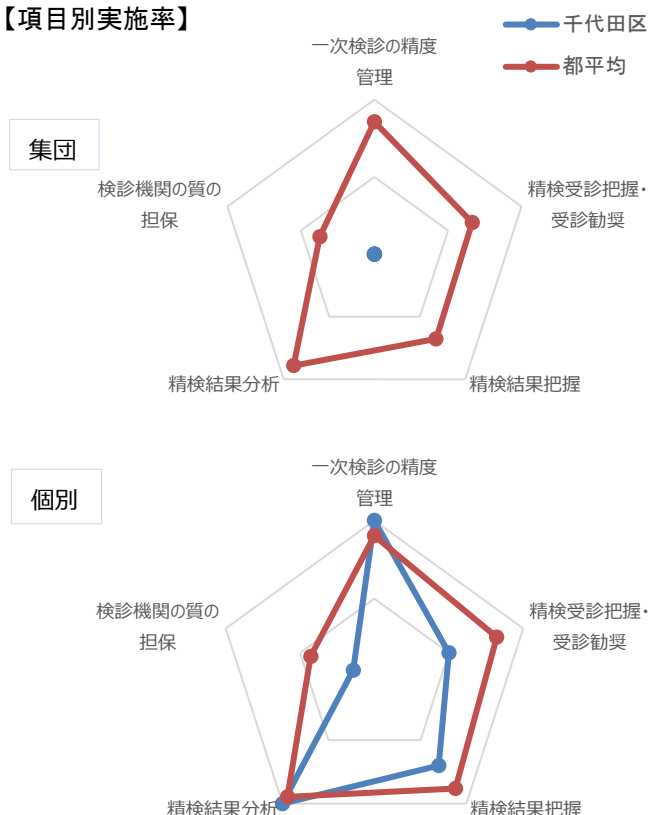 【項目別実施率】
千代田区
都平均
集団
一次検診の精度
管理
精検受診把握・
受診勧奨
精検結果把握
精検結果分析
検診機関の質の
担保
個別
一次検診の精度
管理
精検受診把握・
受診勧奨
精検結果把握
精検結果分析
検診機関の質の
担保